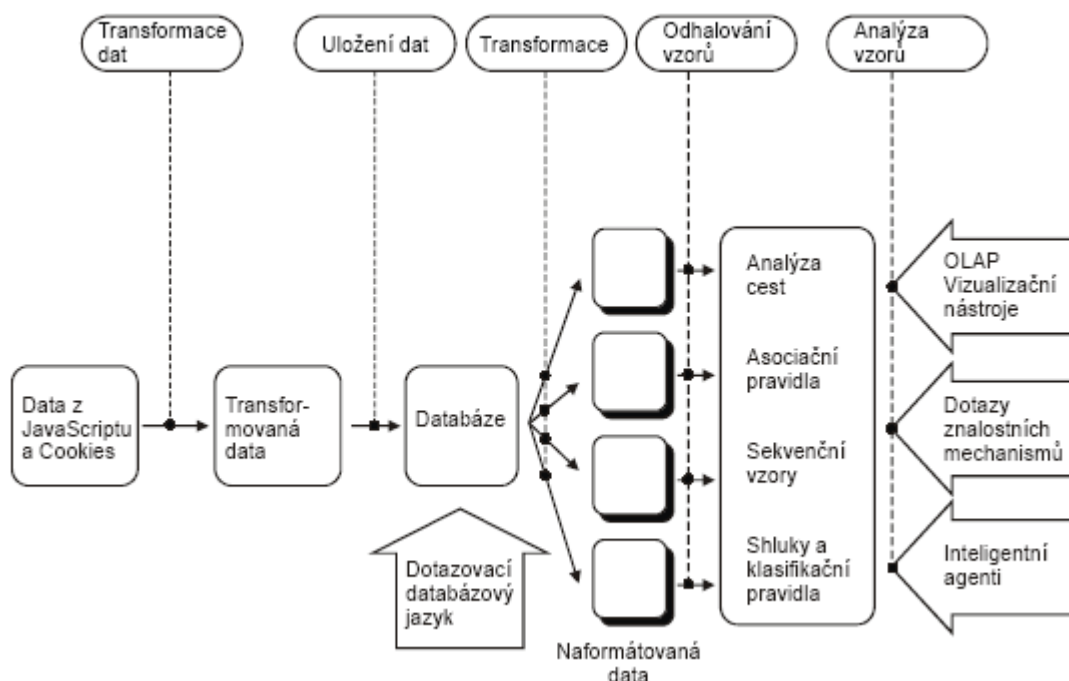 Transformace
dat
Uložení dat
Transformace
Odhalování
vzorů
Analýza
vzorů
Data z
JavaScriptu
a Cookies
Transfor-
movaná
data
Databáze
Dotazovací
databázový
jazyk
Naformátovaná
data
Analýza
cest
Asociační
pravidla
Sekvenční
vzory
Shluky a
klasifikační
pravidla
OLAP
Vizualizační
nástroje
Dotazy
znalostních
mechanismů
Inteligentní
agenti